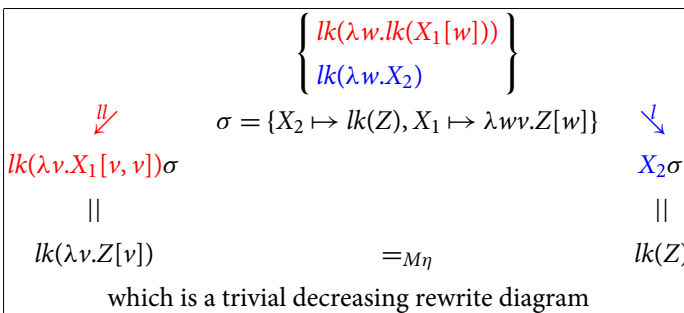 lk(λw.lk(X₁[w]))
lk(λw.X₂)
ll σ = {X₂ ↦ lk(Z), X₁ ↦ λwv.Z[w]} l
lk(λv.X₁[v, v])σ X₂σ
|| ||
lk(λv.Z[v]) =Mη lk(Z)
which is a trivial decreasing rewrite diagram